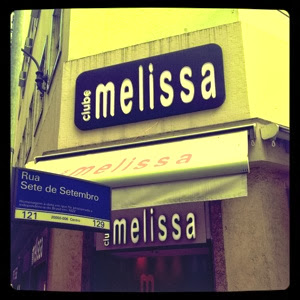 clube melissa
melissa
clube melissa
m
Rua
Sete de Setembro
121
129